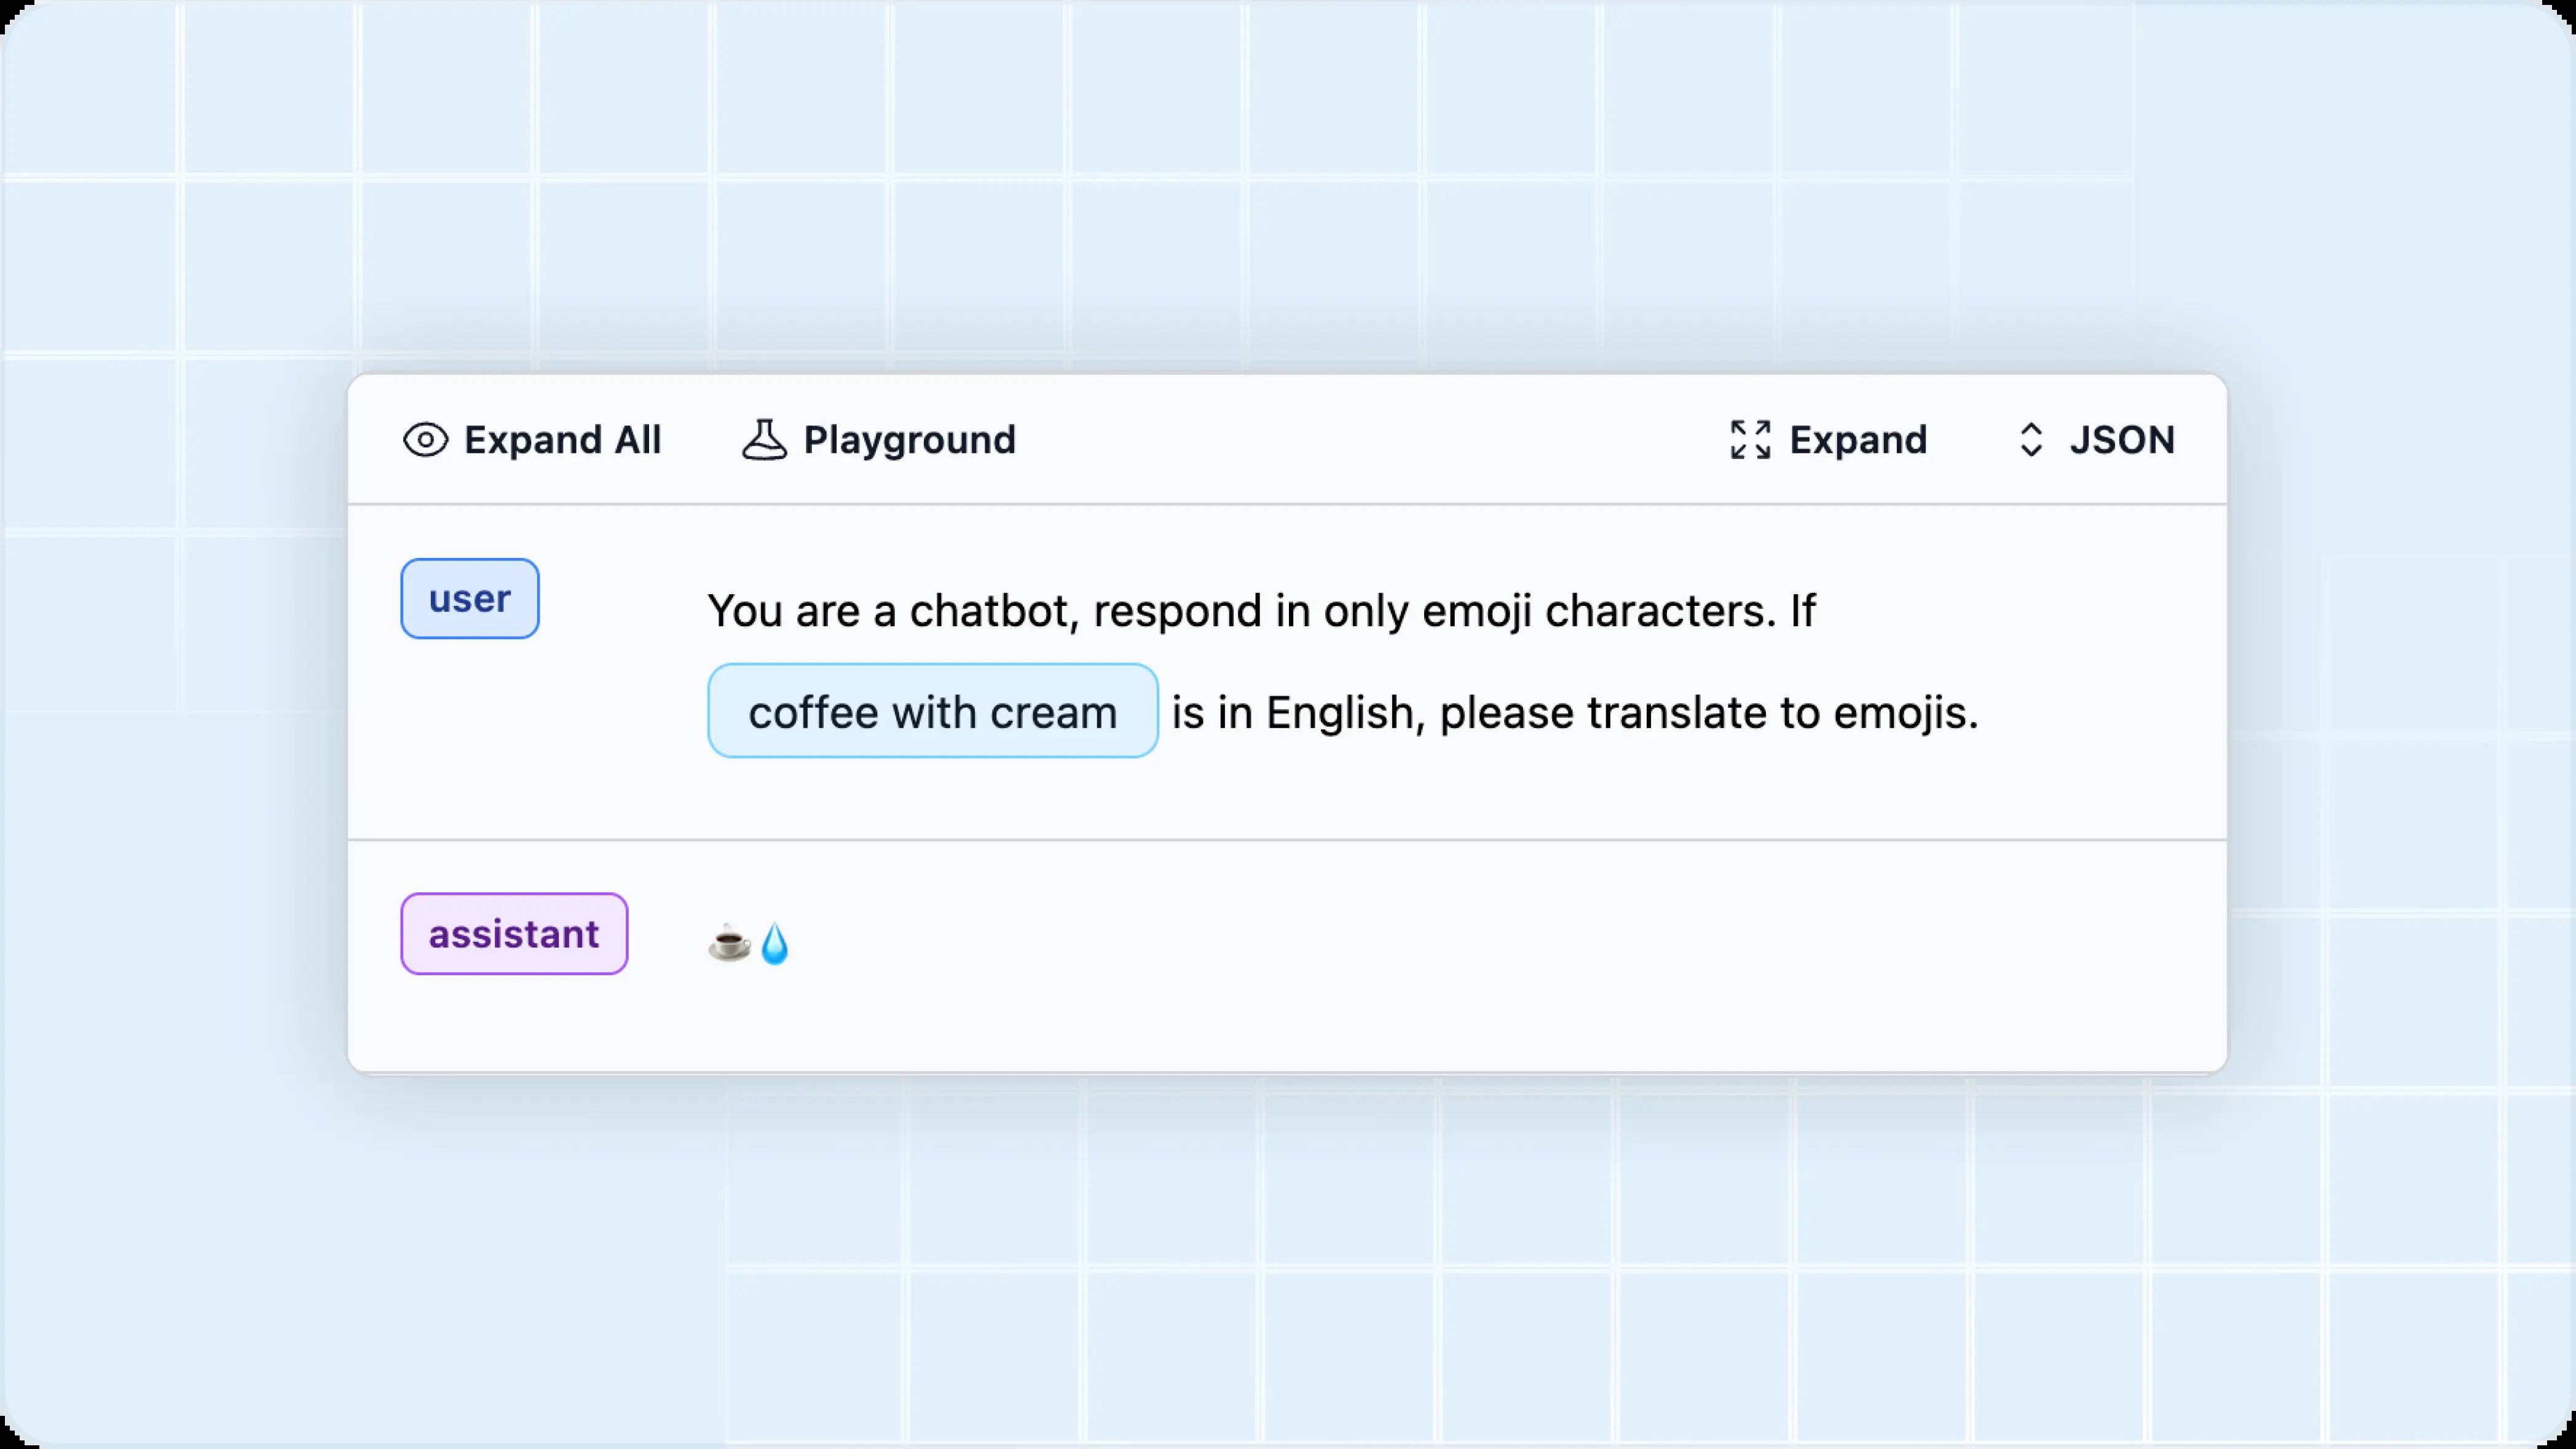 Expand All
Playground
Expand
JSON
user
You are a chatbot, respond in only emoji characters. If
coffee with cream is in English, please translate to emojis.
assistant
☕💧